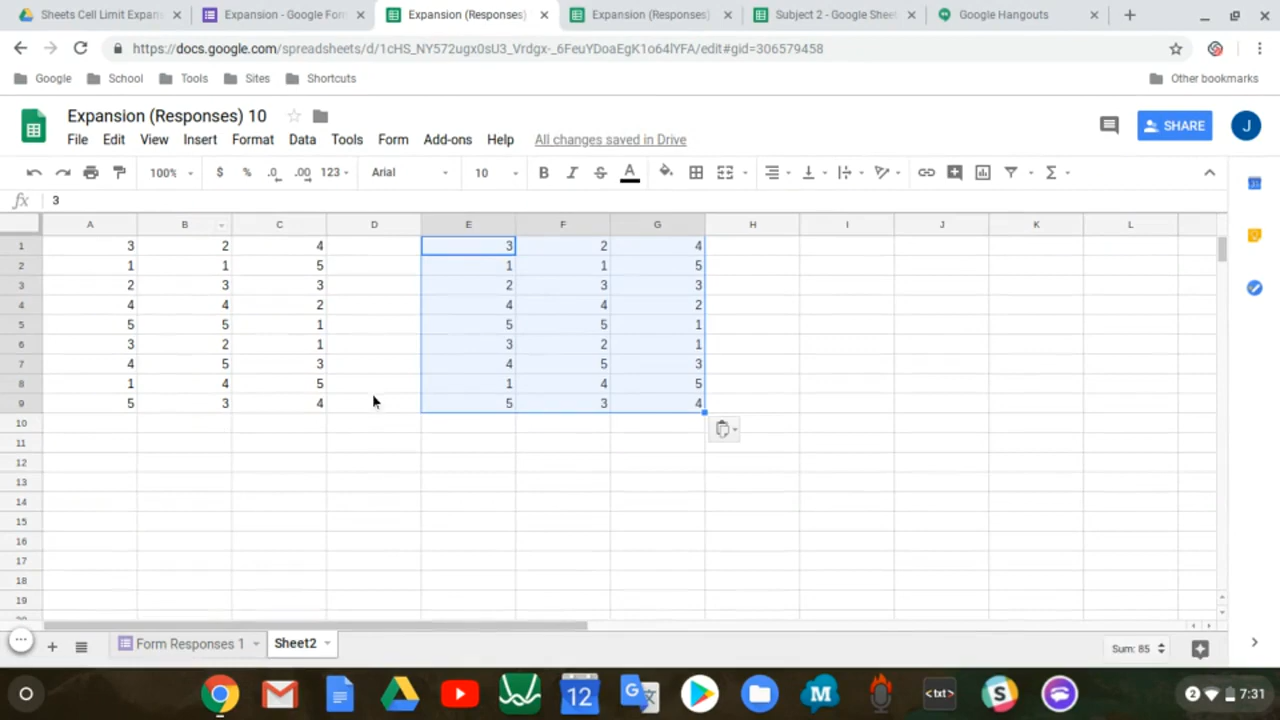 Sheets Cell Limit Expan
Expansion - Google For
Expansion (Responses)
Expansion (Responses)
Subject 2 - Google Shee
Google Hangouts
https://docs.google.com/spreadsheets/d/1cHS_NY572ugx0sU3_Vrdgx-_6FeuYDoaEgK1o64lYFA/edit#gid=306579458
Google School Tools Sites Shortcuts Other bookmarks
Expansion (Responses) 10
File Edit View Insert Format Data Tools Form Add-ons Help All changes saved in Drive
SHARE J
100% $ % .0 .00 123 Arial 10 B I S A Σ
fx 3
A B C D E F G H I J K L
1 3 2 4 3 2 4
2 1 1 5 1 1 5
3 2 3 3 2 3 3
4 4 4 2 4 4 2
5 5 5 1 5 5 1
6 3 2 1 3 2 1
7 4 5 3 4 5 3
8 1 4 5 1 4 5
9 5 3 4 5 3 4
10
11
12
13
14
15
16
17
18
19
Form Responses 1 Sheet2 Sum: 85
12 M <txt> S 2 7:31